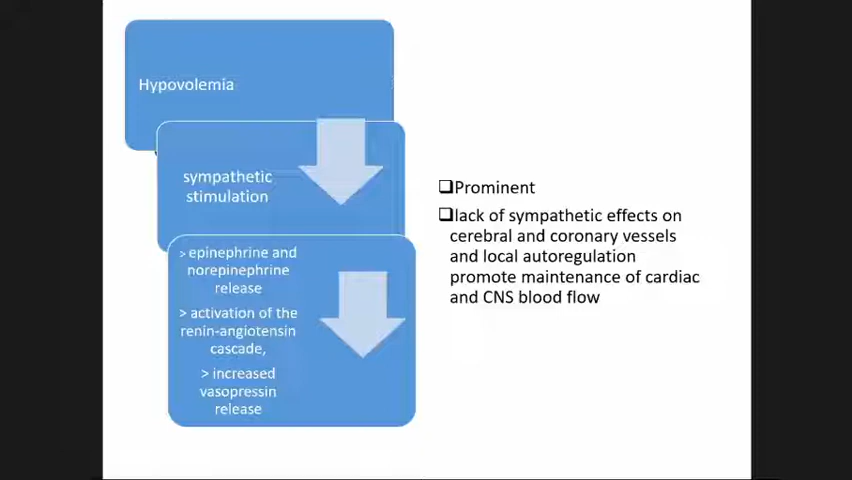 Hypovolemia
sympathetic
stimulation
> epinephrine and
norepinephrine
release
> activation of the
renin-angiotensin
cascade,
> increased
vasopressin
release
❑Prominent
❑lack of sympathetic effects on
cerebral and coronary vessels
and local autoregulation
promote maintenance of cardiac
and CNS blood flow